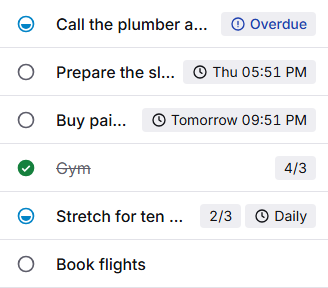 Call the plumber a... Overdue
Prepare the sl... Thu 05:51 PM
Buy pai... Tomorrow 09:51 PM
Gym 4/3
Stretch for ten ... 2/3 Daily
Book flights